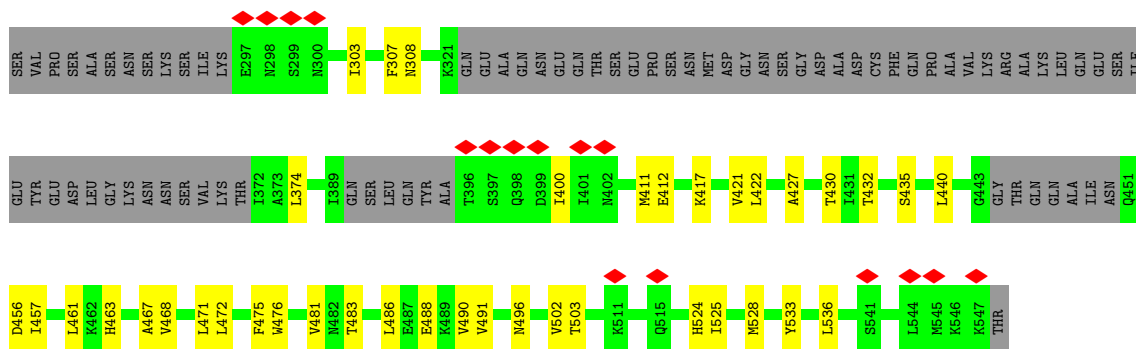 SER VAL PRO SER ALA SER ASN SER LYS SER ILE LYS E297 N298 S299 N300 I303 F307 N308 K321 GLN GLU ALA GLN ASN GLU GLN THR SER GLU PRO SER ASN MET ASP GLY ASN SER GLY ASP ALA ASP CYS PHE GLN PRO ALA VAL LYS ARG ALA LYS LEU GLN GLU SER ILE
GLU TYR GLU ASP LEU GLY LYS ASN ASN SER VAL LYS THR I372 A373 L374 I389 GLN SER LEU GLN TYR ALA T396 S397 Q398 D399 I400 I401 N402 M411 E412 K417 V421 L422 A427 T430 I431 T432 S435 L440 G443 GLY THR GLN GLN ALA ILE ASN Q451
D456 I457 L461 K462 H463 A467 V468 L471 L472 F475 W476 V481 N482 T483 L486 E487 E488 K489 V490 V491 N496 V502 T503 K511 Q515 H524 I525 M528 Y533 L536 S541 L544 M545 K546 K547 THR